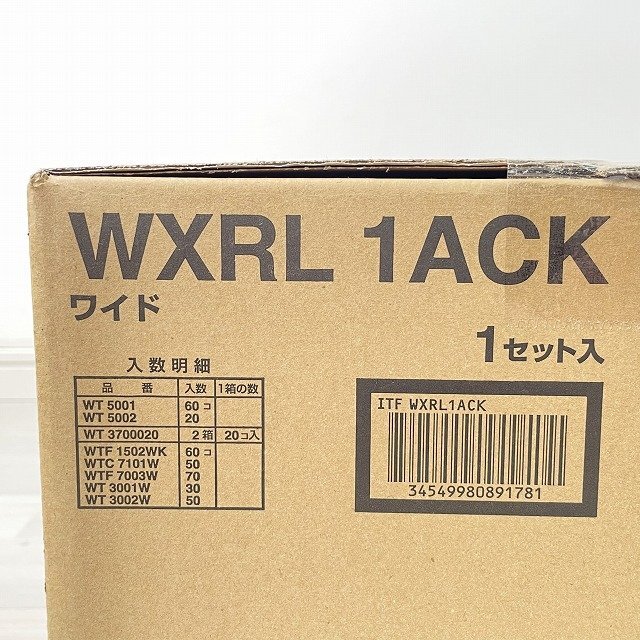 WXRL 1ACK
ワイド
1セット入
入数明細
品番 入数 1箱の数
WT 5001 60コ
WT 5002 20
WT 3700020 2箱 20コ入
WTF 1502WK 60コ
WTC 7101W 50
WTF 7003W 70
WT 3001W 30
WT 3002W 50
ITF WXRL1ACK
34549980891781